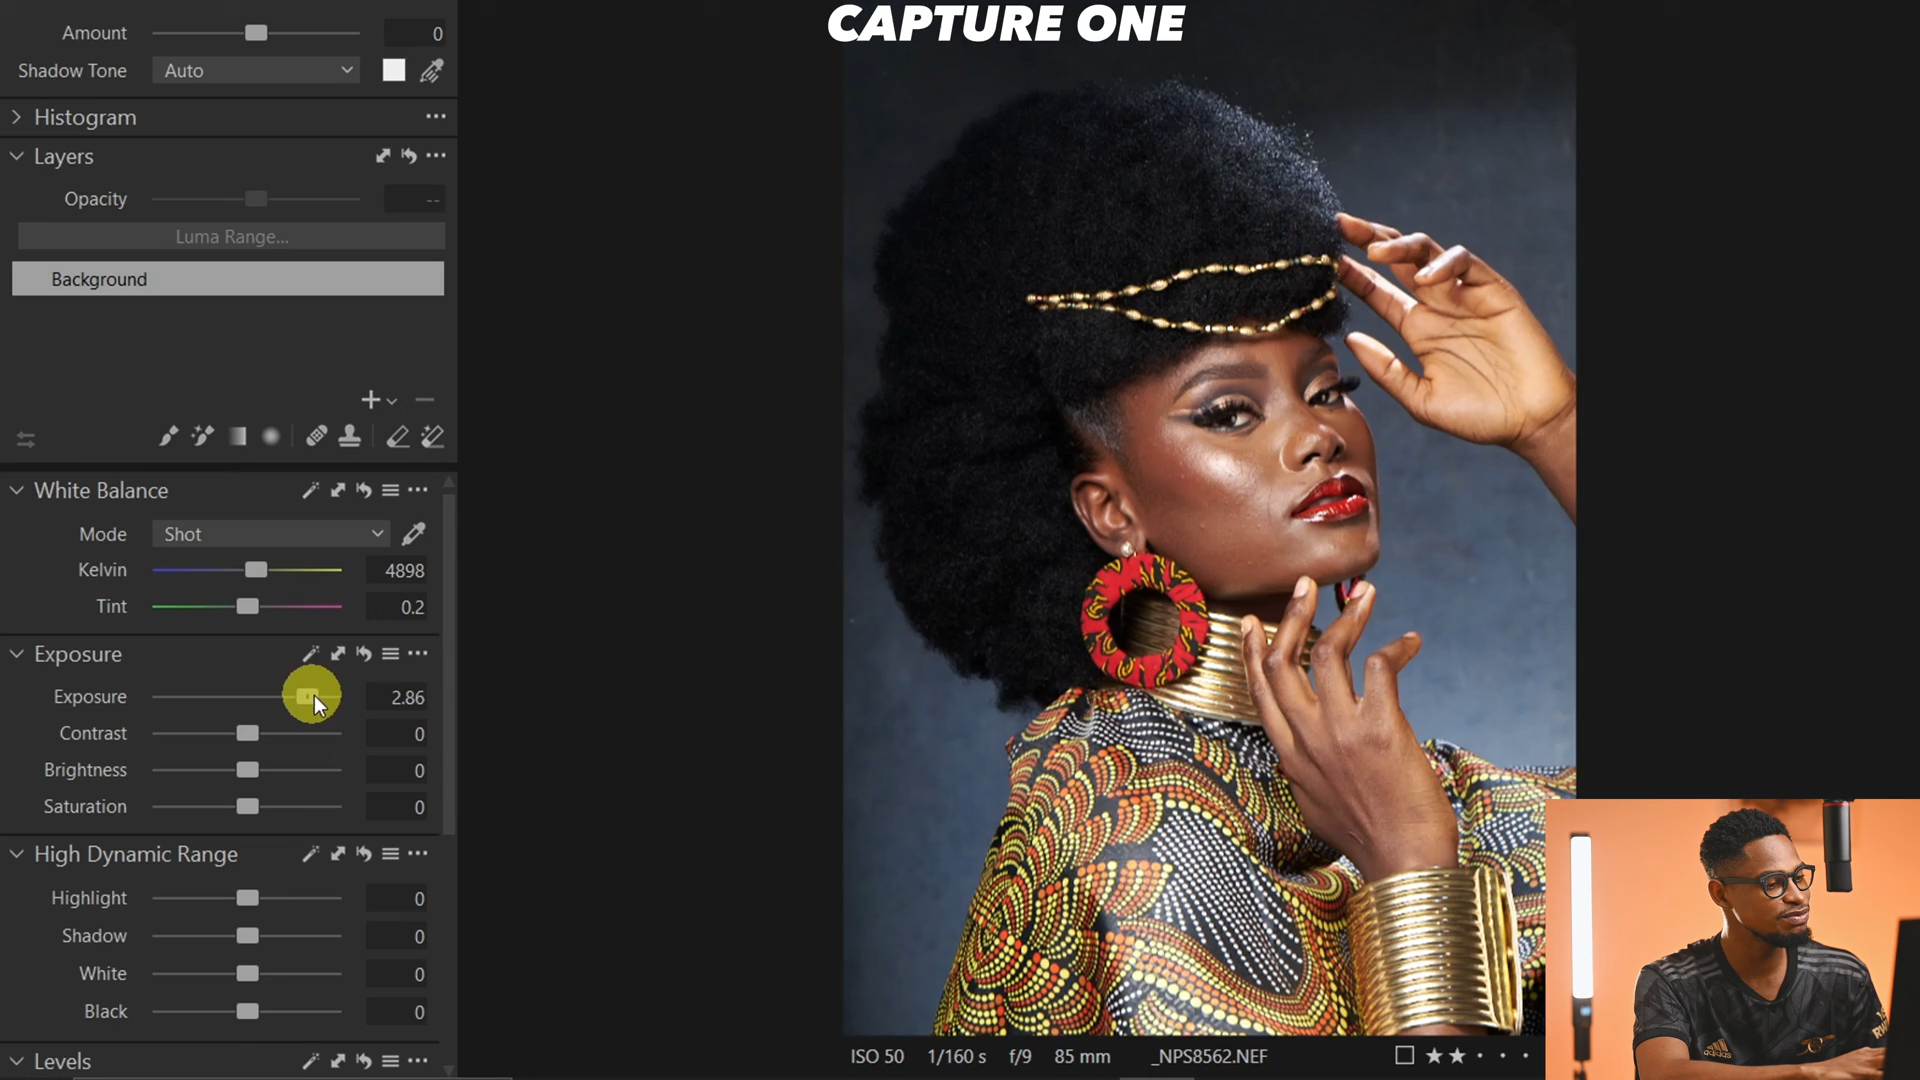 CAPTURE ONE
Amount 0
Shadow Tone Auto
Histogram
Layers
Opacity --
Luma Range...
Background
White Balance
Mode Shot
Kelvin 4898
Tint 0.2
Exposure
Exposure 2.86
Contrast 0
Brightness 0
Saturation 0
High Dynamic Range
Highlight 0
Shadow 0
White 0
Black 0
Levels
ISO 50 1/160 s f/9 85 mm _NPS8562.NEF
adidas